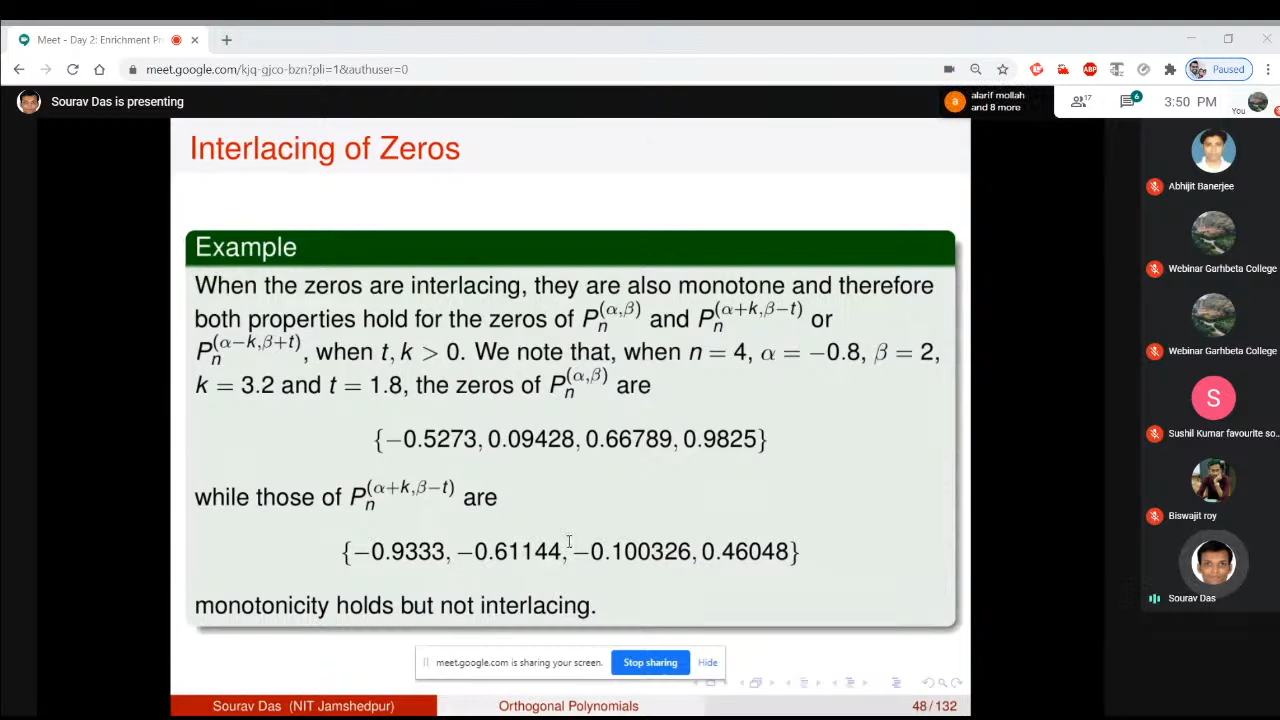 Meet - Day 2: Enrichment Pr
meet.google.com/kjq-gjco-bzn?pli=1&authuser=0
ABP
Paused
Sourav Das is presenting
a
alarif mollah
and 8 more
17
6
3:50 PM
You
Interlacing of Zeros
Example
When the zeros are interlacing, they are also monotone and therefore
both properties hold for the zeros of P_n^{(α,β)} and P_n^{(α+k,β−t)} or
P_n^{(α−k,β+t)}, when t, k > 0. We note that, when n = 4, α = −0.8, β = 2,
k = 3.2 and t = 1.8, the zeros of P_n^{(α,β)} are
{−0.5273, 0.09428, 0.66789, 0.9825}
while those of P_n^{(α+k,β−t)} are
{−0.9333, −0.61144, −0.100326, 0.46048}
monotonicity holds but not interlacing.
meet.google.com is sharing your screen.
Stop sharing
Hide
Sourav Das (NIT Jamshedpur)
Orthogonal Polynomials
48 / 132
Abhijit Banerjee
Webinar Garhbeta College
Webinar Garhbeta College
S
Sushil Kumar favourite so...
Biswajit roy
Sourav Das